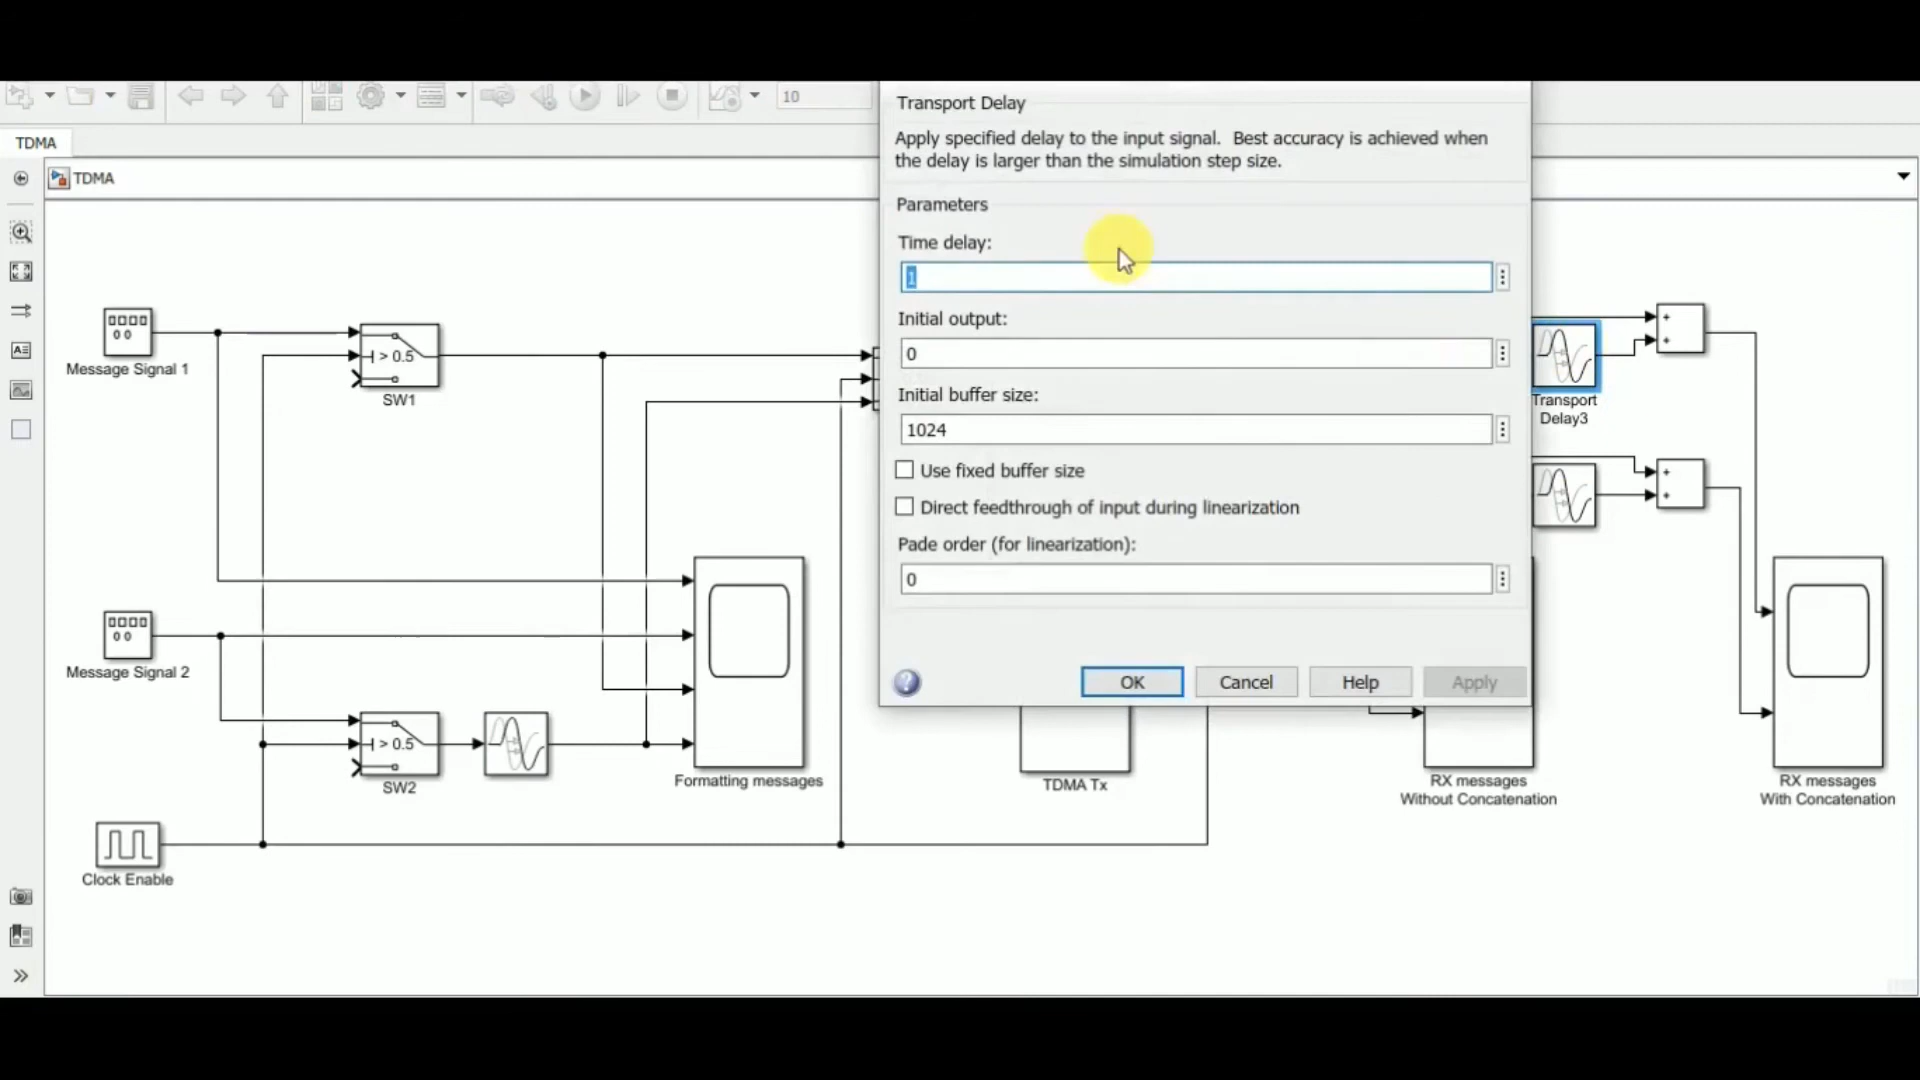 10
TDMA
TDMA
Transport Delay
Apply specified delay to the input signal.  Best accuracy is achieved when
the delay is larger than the simulation step size.
Parameters
Time delay:
1
Initial output:
0
Initial buffer size:
1024
Use fixed buffer size
Direct feedthrough of input during linearization
Pade order (for linearization):
0
OK
Cancel
Help
Apply
Message Signal 1
> 0.5
SW1
Transport
Delay3
Message Signal 2
> 0.5
SW2
Formatting messages
TDMA Tx
RX messages
Without Concatenation
RX messages
With Concatenation
Clock Enable